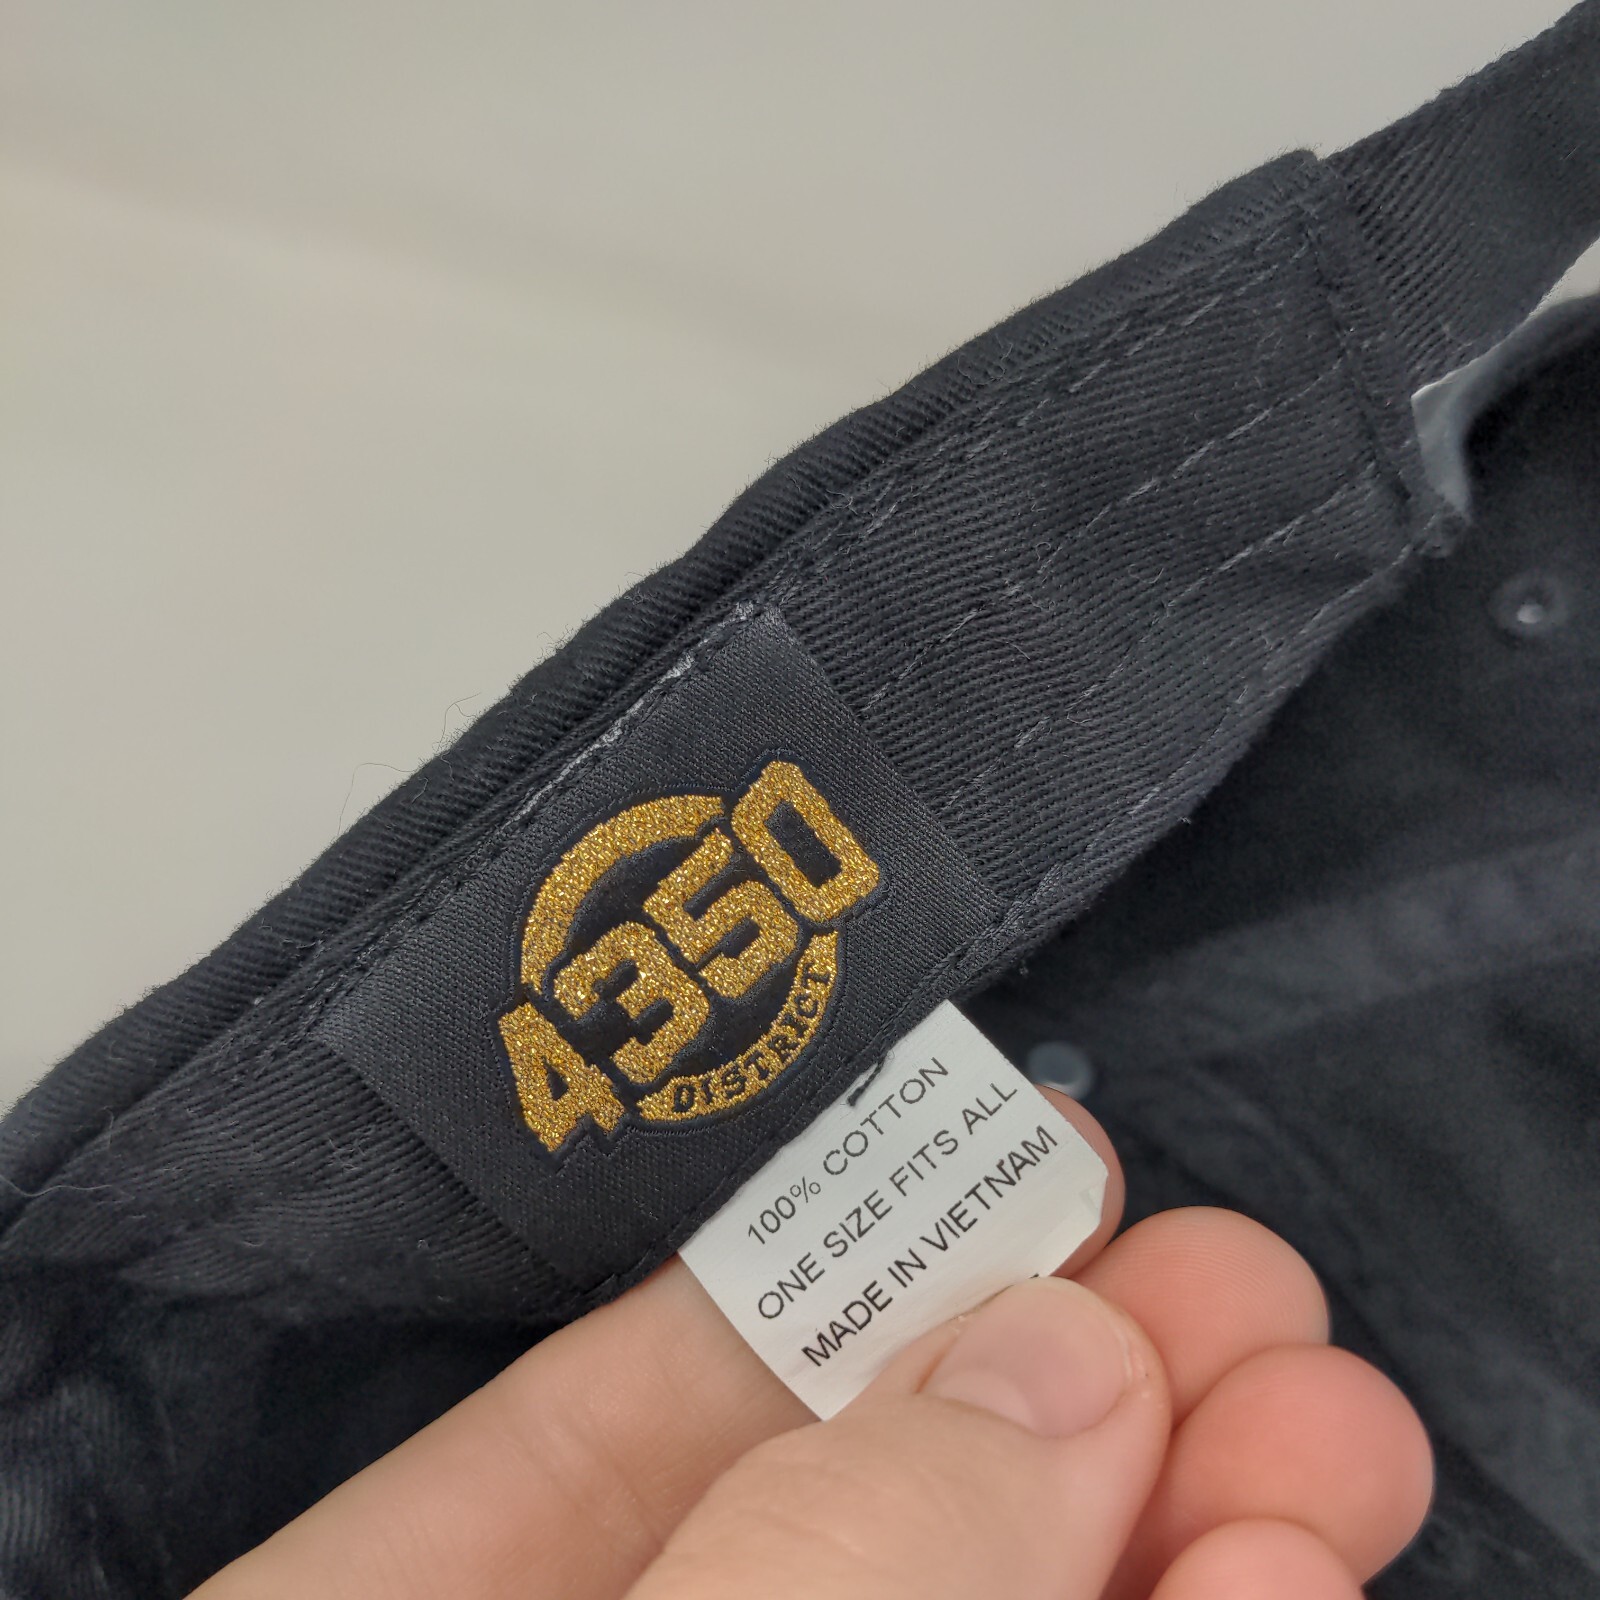 4350
DISTRICT
100% COTTON
ONE SIZE FITS ALL
MADE IN VIETNAM